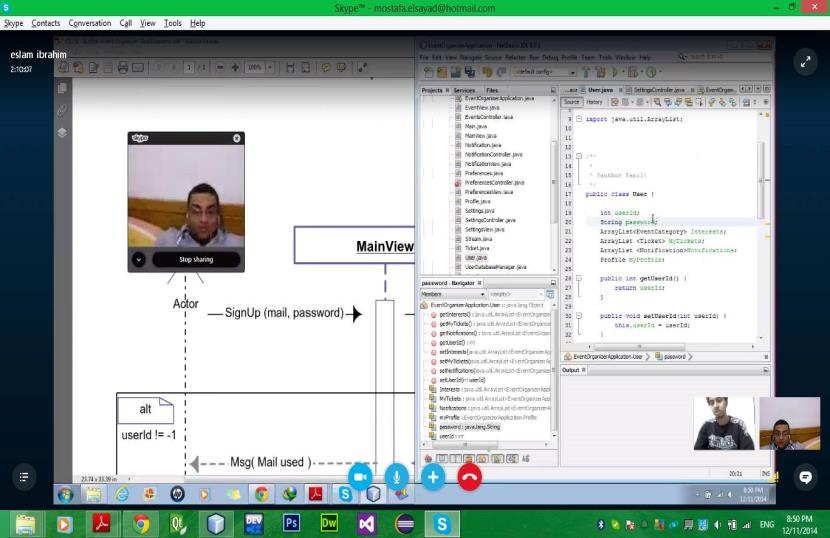 Skype™ - mostafa.elsayad@hotmail.com
Skype Contacts Conversation Call View Tools Help
eslam ibrahim
2:10:07
1 / 1
100%
Stop sharing
MainView
Actor
SignUp (mail, password)
alt
userId != -1
Msg( Mail used )
23.74 x 33.39 in
File Edit View Navigate Source Refactor Run Debug Profile Team Tools Window Help
<default config>
Projects Services Files
EventOrganizerApplication.java
EventView.java
EventsController.java
Main.java
MainView.java
Notification.java
NotificationController.java
NotificationView.java
Preferences.java
PreferencesController.java
PreferencesView.java
Profile.java
Settings.java
SettingsController.java
SettingsView.java
Stream.java
Ticket.java
User.java
UserDatabaseManager.java
password - Navigator
Members <empty>
EventOrganizerApplication.User :: java.lang.Object
getInterests() : java.util.ArrayList<EventOrganizer
getMyTickets() : java.util.ArrayList<EventOrganize
getNotifications() : java.util.ArrayList<EventOrga
getUserId() : int
setInterests(java.util.ArrayList<EventOrganizerA
setMyTickets(java.util.ArrayList<EventOrganizer
setNotifications(java.util.ArrayList<EventOrgan
setUserId(int userId)
Interests : java.util.ArrayList<EventOrganizerAppl
MyTickets : java.util.ArrayList<EventOrganizerAp
Notifications : java.util.ArrayList<EventOrganizer
myProfile : EventOrganizerApplication.Profile
password : java.lang.String
userId : int
User.java SettingsController.java EventOrgan...
Source History
9 import java.util.ArrayList;
10
11
12
13 /**
14 *
15 * @author Famil;
16 */
17 public class User {
18
19 int userId;
20 String password;
21 ArrayList<EventCategory> Interests;
22 ArrayList <Ticket> MyTickets;
23 ArrayList <Notification>Notifications;
24 Profile myProfile;
25
26 public int getUserId() {
27 return userId;
28 }
29
30 public void setUserId(int userId) {
31 this.userId = userId;
32 }
EventOrganizerApplication.User password
Output
20:21 INS
8:50 PM
12/11/2014
ENG
8:50 PM
12/11/2014